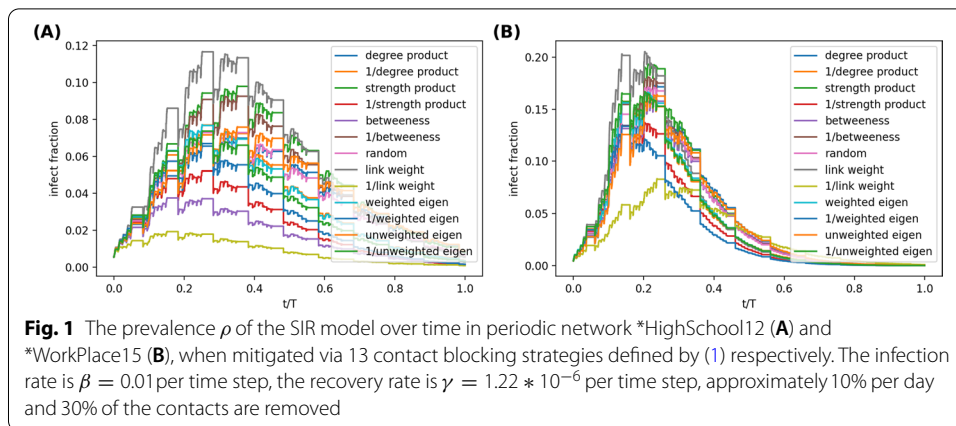 (A)
0.12
0.10
0.08
0.06
0.04
0.02
0.00
infect fraction
0.0 0.2 0.4 0.6 0.8 1.0
t/T
degree product
1/degree product
strength product
1/strength product
betweeness
1/betweeness
random
link weight
1/link weight
weighted eigen
1/weighted eigen
unweighted eigen
1/unweighted eigen
(B)
0.20
0.15
0.10
0.05
0.00
infect fraction
0.0 0.2 0.4 0.6 0.8 1.0
t/T
degree product
1/degree product
strength product
1/strength product
betweeness
1/betweeness
random
link weight
1/link weight
weighted eigen
1/weighted eigen
unweighted eigen
1/unweighted eigen
Fig. 1 The prevalence ρ of the SIR model over time in periodic network *HighSchool12 (A) and
*WorkPlace15 (B), when mitigated via 13 contact blocking strategies defined by (1) respectively. The infection
rate is β = 0.01 per time step, the recovery rate is γ = 1.22 * 10⁻⁶ per time step, approximately 10% per day
and 30% of the contacts are removed